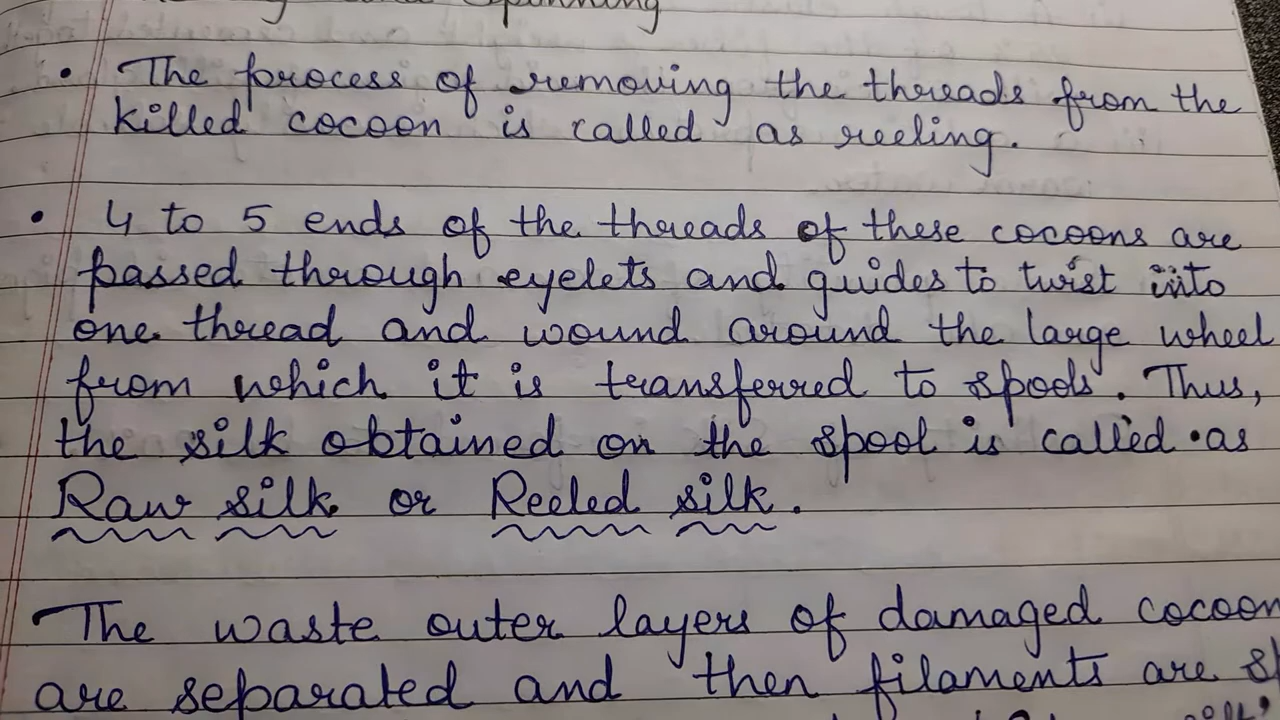 Spinning
• The process of removing the threads from the
killed cocoon is called as reeling.
• 4 to 5 ends of the threads of these cocoons are
passed through eyelets and guides to twist into
one thread and wound around the large wheel
from which it is transferred to spools. Thus,
the silk obtained on the spool is called as
Raw silk or Reeled silk.
The waste outer layers of damaged cocoon
are separated and then filaments are